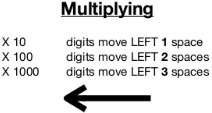 Multiplying
X 10 digits move LEFT 1 space
X 100 digits move LEFT 2 spaces
X 1000 digits move LEFT 3 spaces